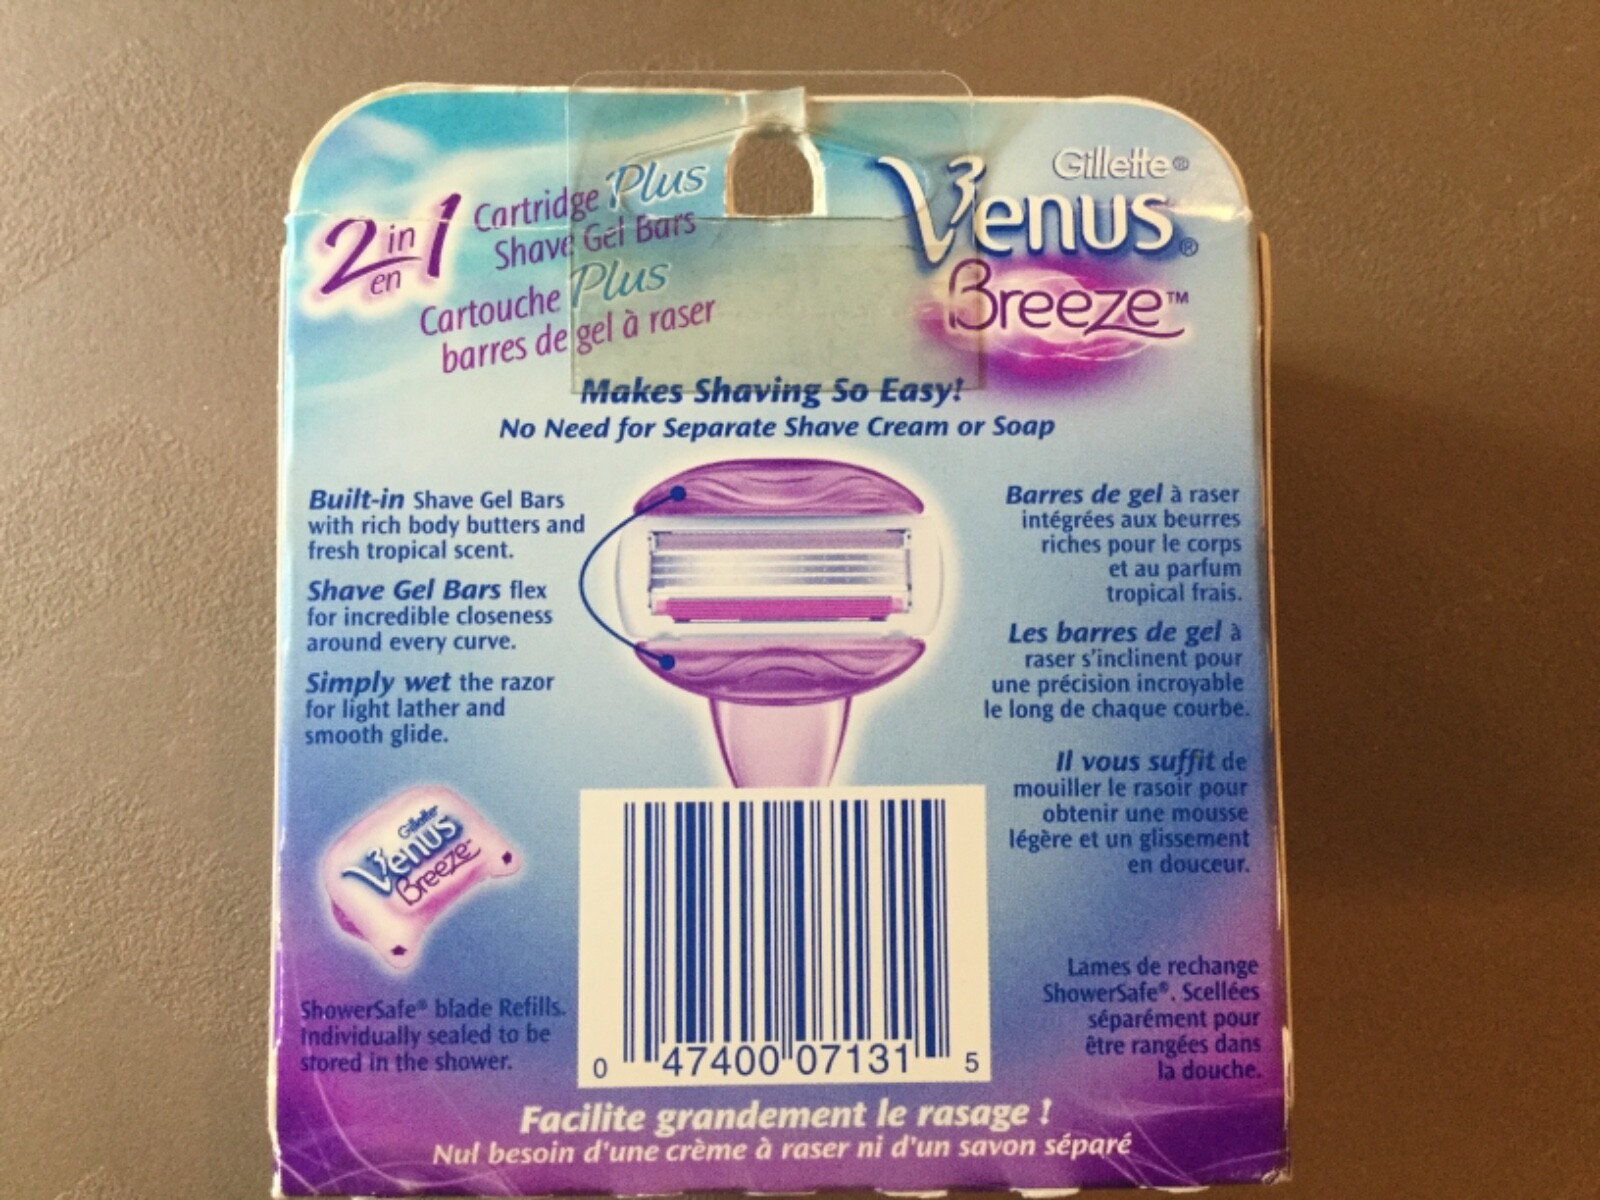 2 in en 1
Cartridge Plus
Shave Gel Bars
Cartouche Plus
barres de gel à raser
Gillette®
Venus®
Breeze™
Makes Shaving So Easy!
No Need for Separate Shave Cream or Soap
Built-in Shave Gel Bars
with rich body butters and
fresh tropical scent.
Shave Gel Bars flex
for incredible closeness
around every curve.
Simply wet the razor
for light lather and
smooth glide.
Barres de gel à raser
intégrées aux beurres
riches pour le corps
et au parfum
tropical frais.
Les barres de gel à
raser s'inclinent pour
une précision incroyable
le long de chaque courbe.
Il vous suffit de
mouiller le rasoir pour
obtenir une mousse
légère et un glissement
en douceur.
Gillette
Venus
Breeze™
ShowerSafe® blade Refills.
Individually sealed to be
stored in the shower.
Lames de rechange
ShowerSafe®. Scellées
séparément pour
être rangées dans
la douche.
0 47400 07131 5
Facilite grandement le rasage !
Nul besoin d'une crème à raser ni d'un savon séparé